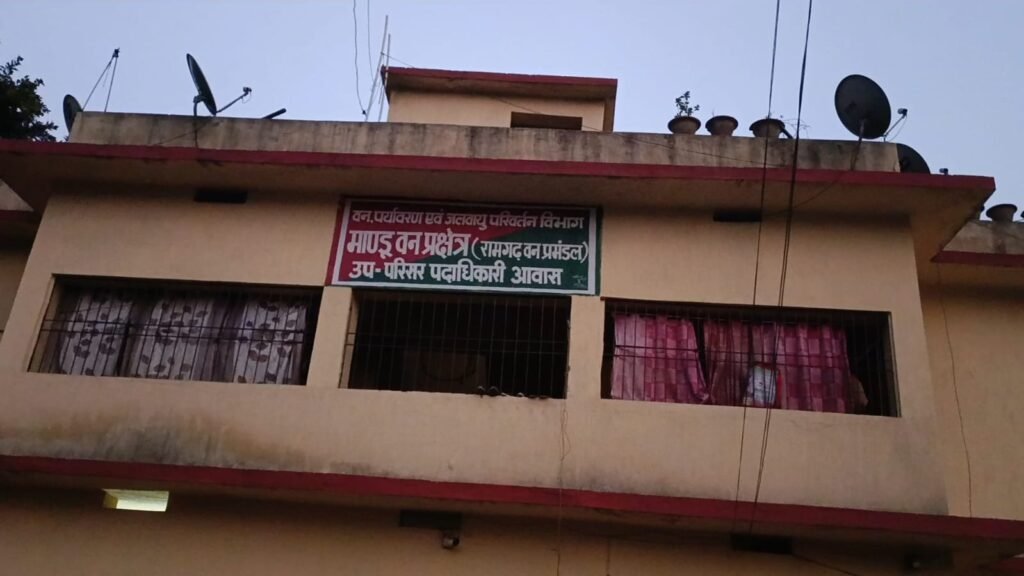 वन, पर्यावरण एवं जलवायु परिवर्तन विभाग
माण्डू वन प्रक्षेत्र (रामगढ़ वन प्रमंडल)
उप- परिसर पदाधिकारी आवास